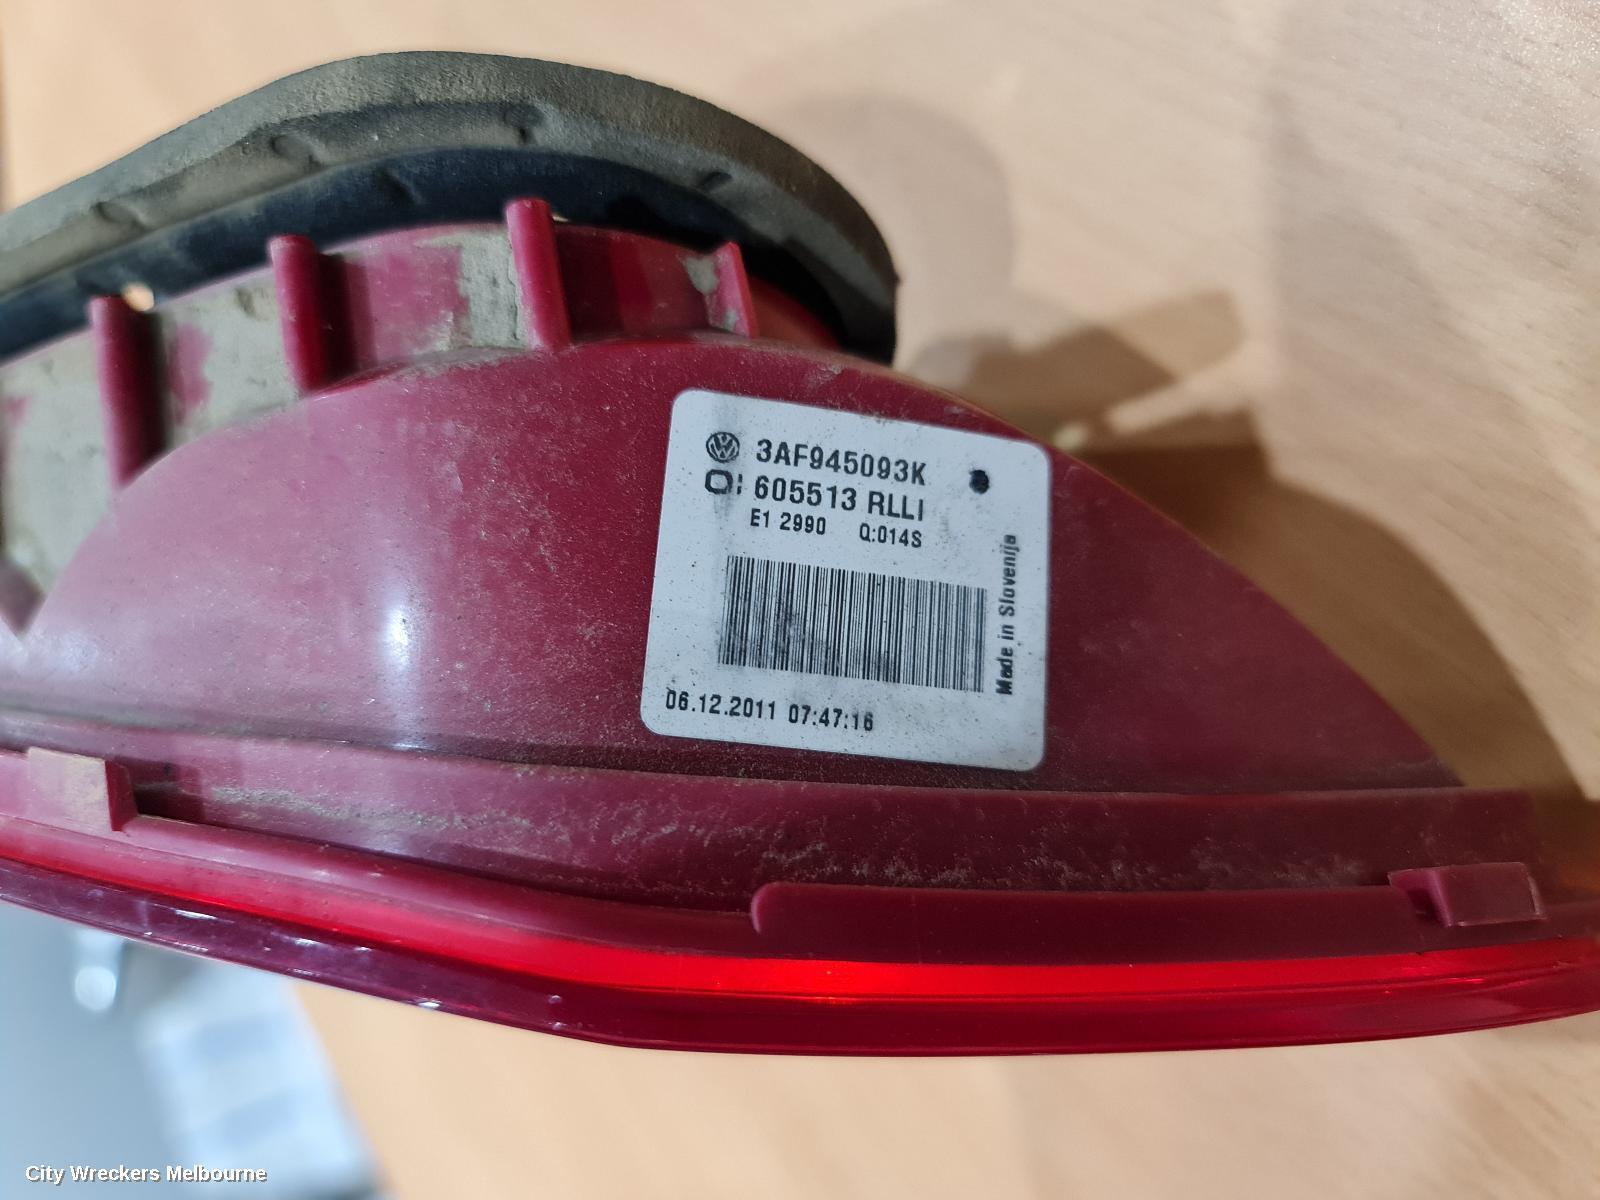 3AF945093K
605513 RLLI
E1 2990 Q:014S
Made in Slovenija
06.12.2011 07:47:16
City Wreckers Melbourne